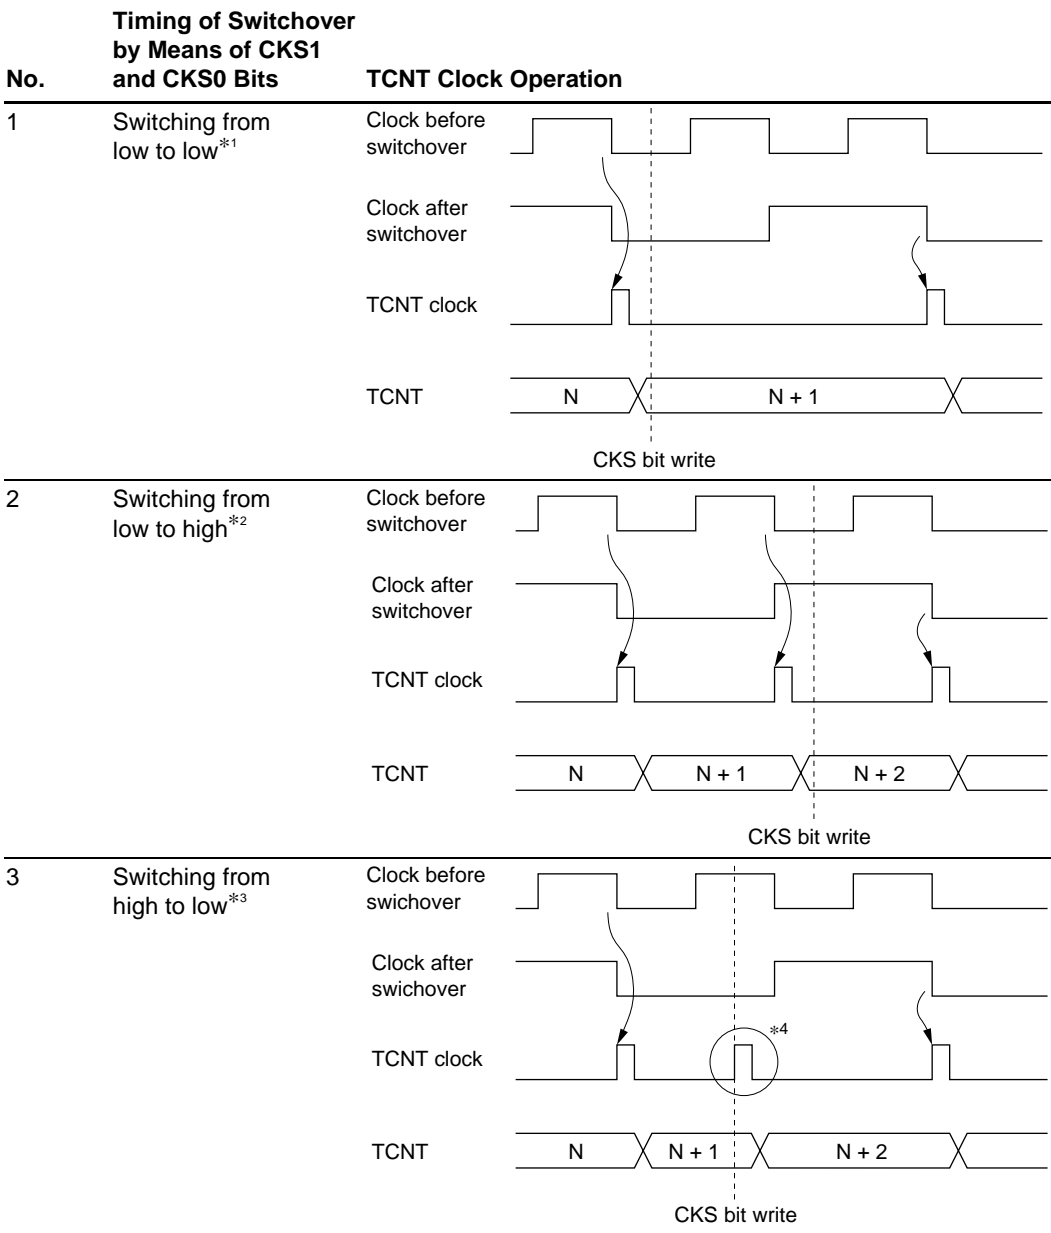 Timing of Switchover
by Means of CKS1
No. and CKS0 Bits TCNT Clock Operation
1 Switching from
low to low*1
Clock before
switchover
Clock after
switchover
TCNT clock
TCNT N N + 1
CKS bit write
2 Switching from
low to high*2
Clock before
switchover
Clock after
switchover
TCNT clock
TCNT N N + 1 N + 2
CKS bit write
3 Switching from
high to low*3
Clock before
swichover
Clock after
swichover
*4
TCNT clock
TCNT N N + 1 N + 2
CKS bit write